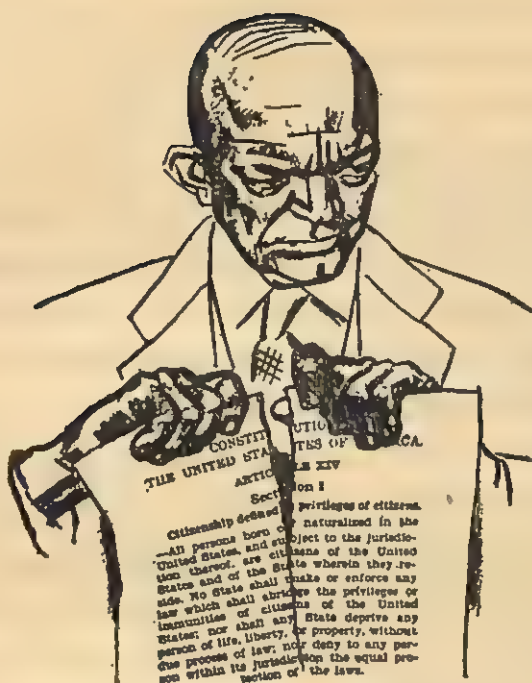 CONSTITUTION
THE UNITED STATES OF
ARTICLE XIV
Section 1
Citizenship defined privileges of citizens.
—All persons born or naturalized in the
United States, and subject to the jurisdic-
tion thereof, are citizens of the United
States and of the State wherein they re-
side. No State shall make or enforce any
law which shall abridge the privileges or
immunities of citizens of the United
States; nor shall any State deprive any
person of life, liberty, or property, without
due process of law; nor deny to any per-
son within its jurisdiction the equal pro-
tection of the laws.